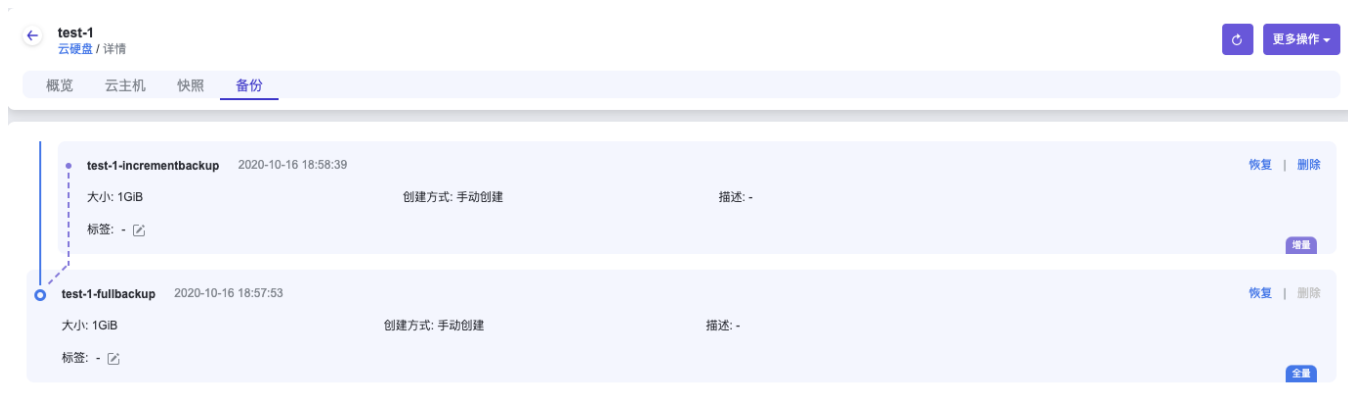 test-1
云硬盘 / 详情
更多操作
概览 云主机 快照 备份
test-1-incrementbackup 2020-10-16 18:58:39 恢复 | 删除
大小: 1GiB 创建方式: 手动创建 描述: -
标签: -
增量
test-1-fullbackup 2020-10-16 18:57:53 恢复 | 删除
大小: 1GiB 创建方式: 手动创建 描述: -
标签: -
全量